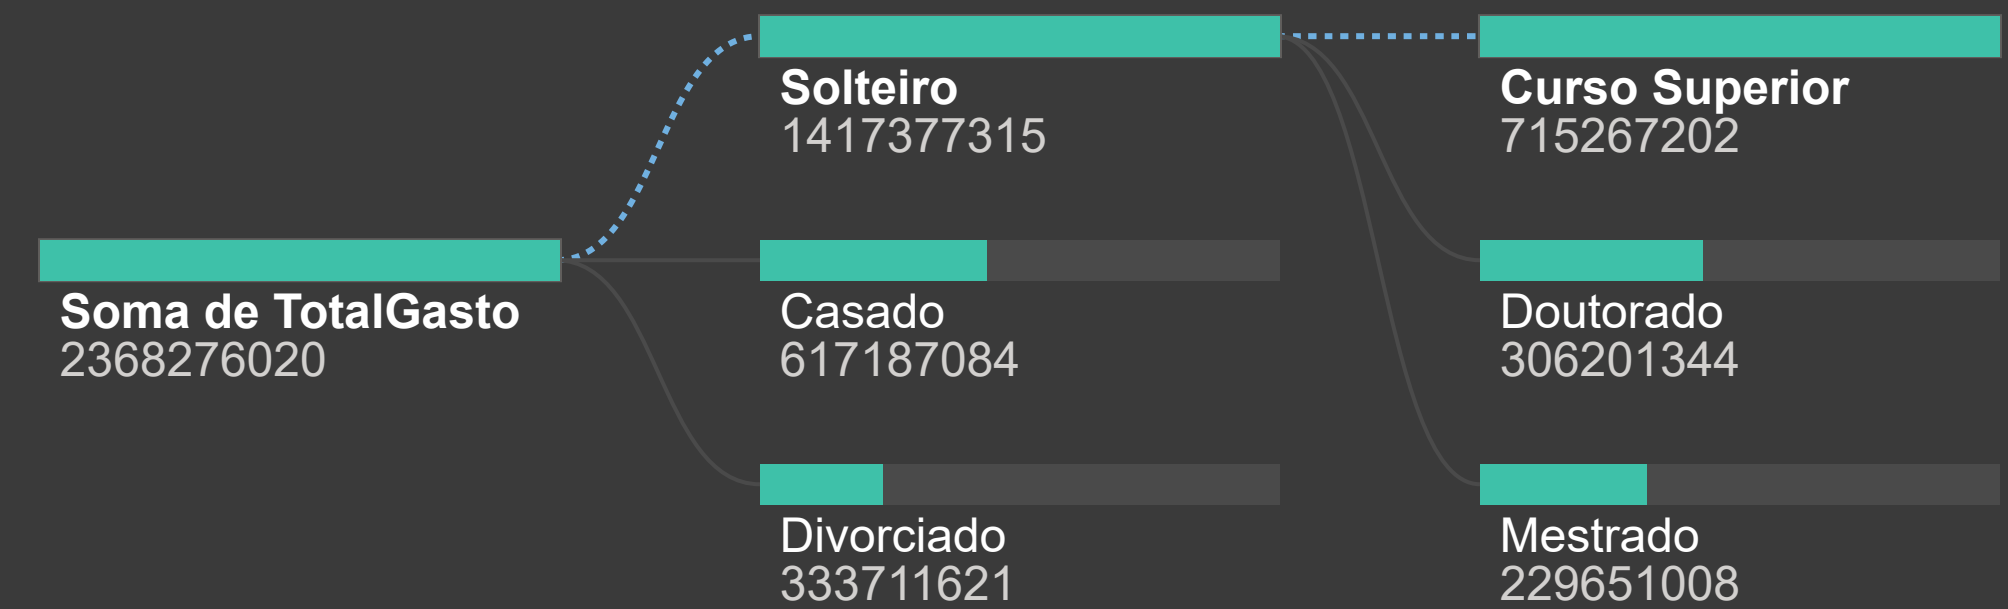 Solteiro
1417377315
Curso Superior
715267202
Soma de TotalGasto
2368276020
Casado
617187084
Doutorado
306201344
Divorciado
333711621
Mestrado
229651008